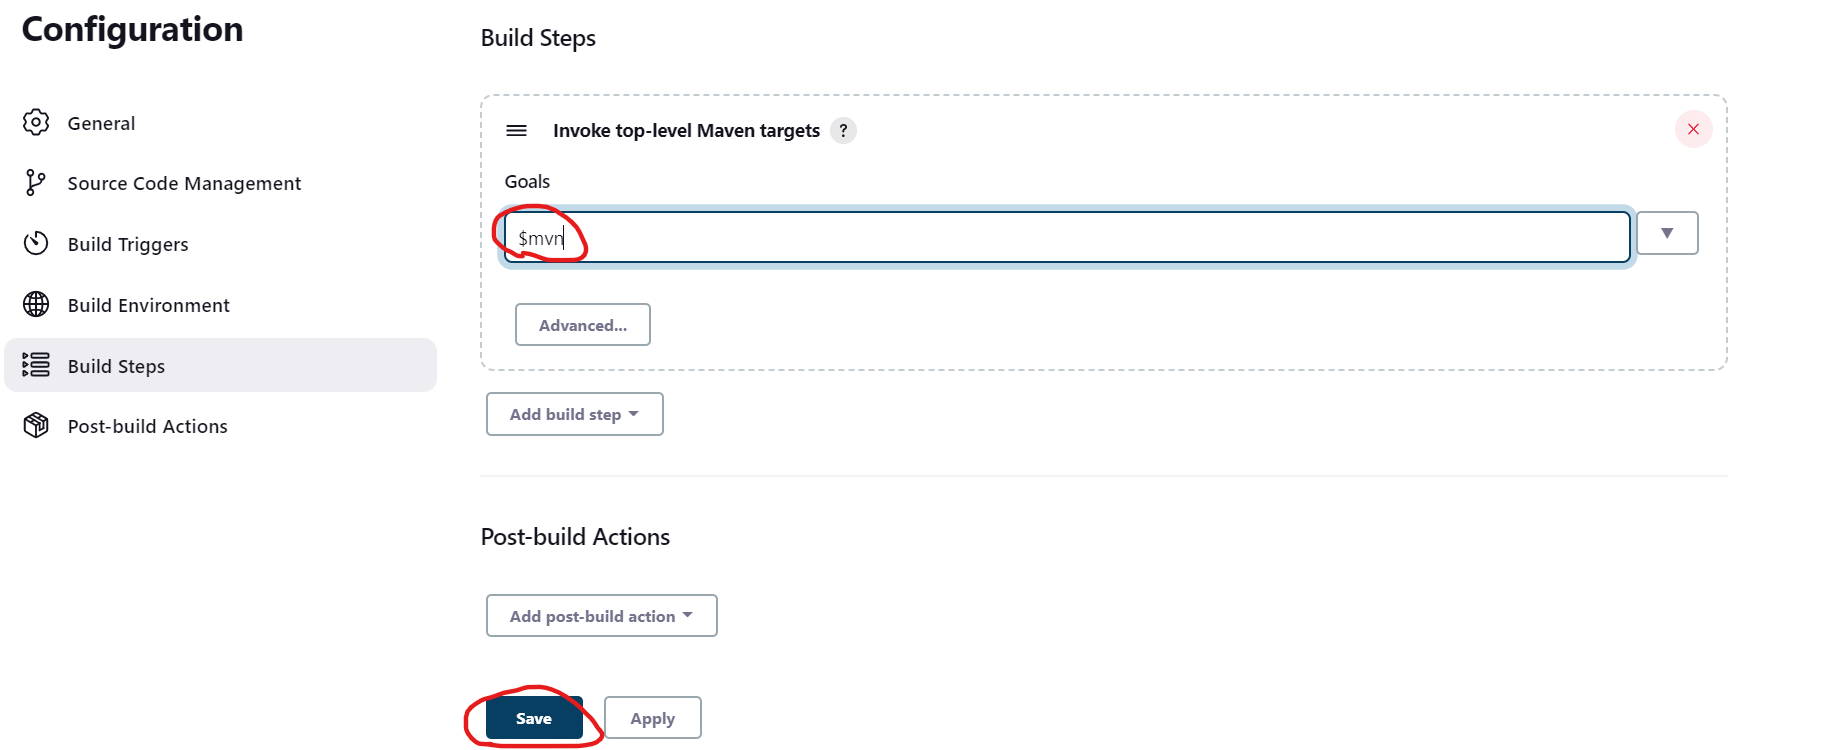 Configuration
General
Source Code Management
Build Triggers
Build Environment
Build Steps
Post-build Actions
Build Steps
Invoke top-level Maven targets ?
Goals
$mvn
Advanced...
Add build step
Post-build Actions
Add post-build action
Save
Apply